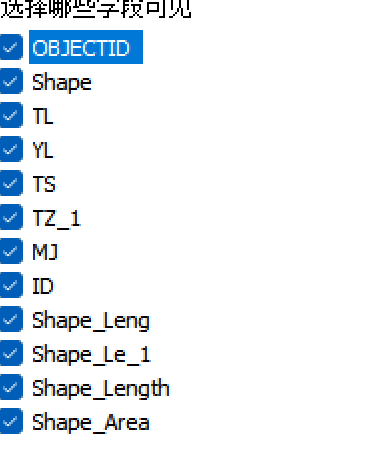 选择哪些字段可见
OBJECTID
Shape
TL
YL
TS
TZ_1
MJ
ID
Shape_Leng
Shape_Le_1
Shape_Length
Shape_Area